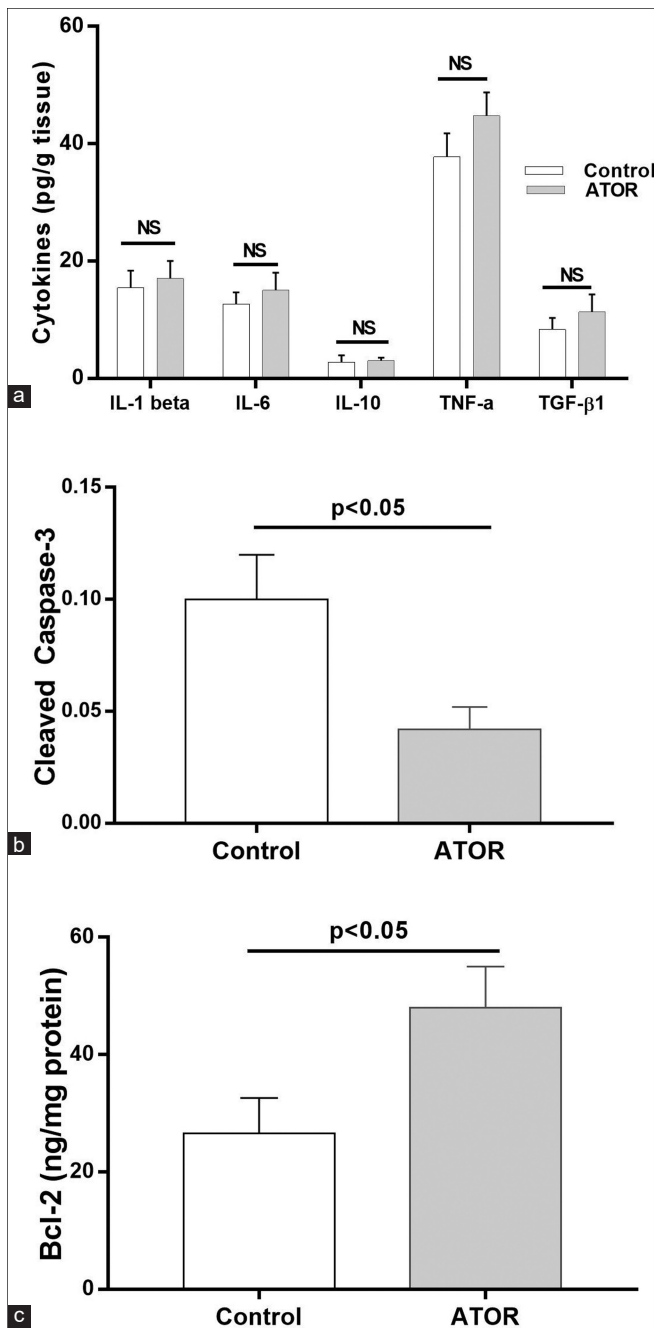 60
40
20
0
Cytokines (pg/g tissue)
NS
NS
NS
NS
NS
Control
ATOR
IL-1 beta
IL-6
IL-10
TNF-a
TGF-β1
a
0.15
0.10
0.05
0.00
Cleaved Caspase-3
p<0.05
Control
ATOR
b
60
40
20
0
Bcl-2 (ng/mg protein)
p<0.05
Control
ATOR
c